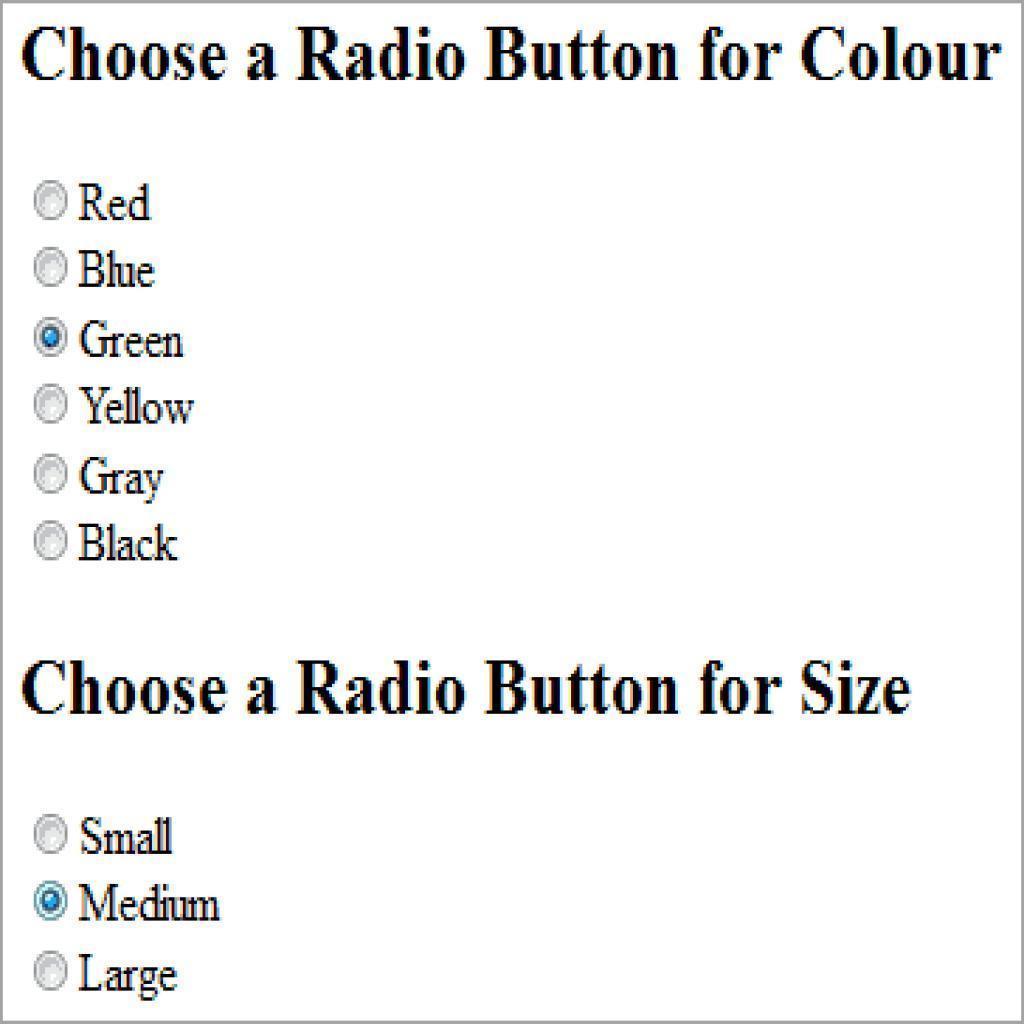 Choose a Radio Button for Colour
Red
Blue
Green
Yellow
Gray
Black
Choose a Radio Button for Size
Small
Medium
Large